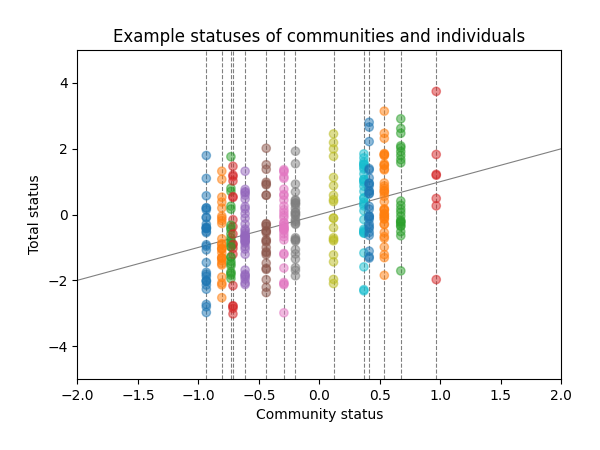 Example statuses of communities and individuals
4
2
0
−2
−4
Total status
−2.0 −1.5 −1.0 −0.5 0.0 0.5 1.0 1.5 2.0
Community status